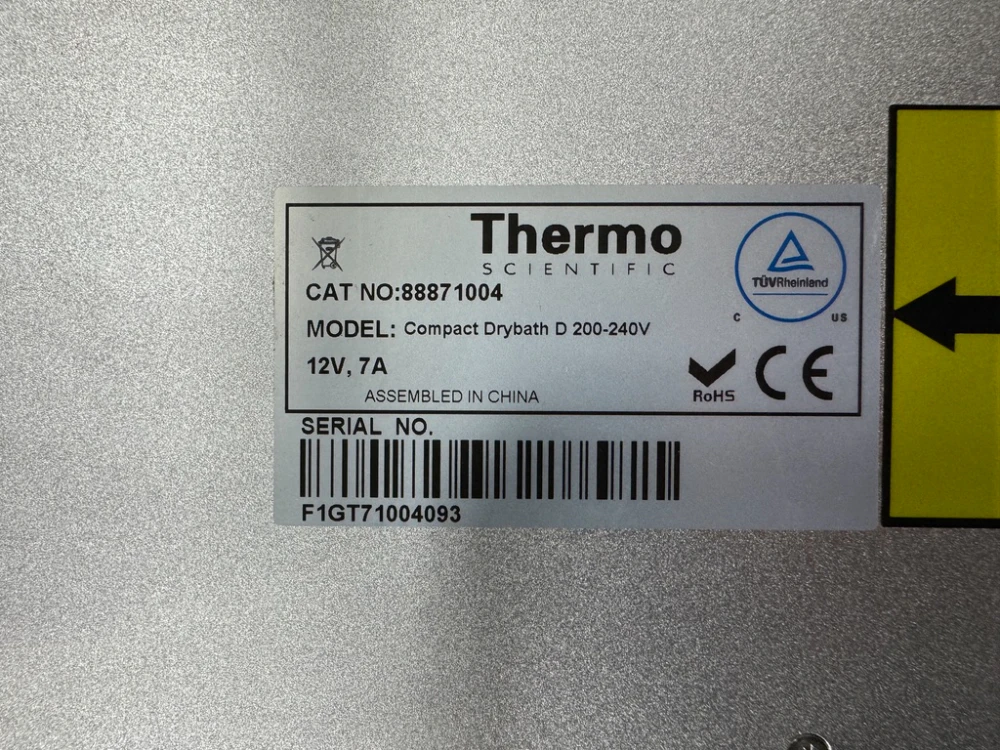 Thermo
SCIENTIFIC
TÜVRheinland
C US
CAT NO:88871004
MODEL: Compact Drybath D 200-240V
12V, 7A
RoHS CE
ASSEMBLED IN CHINA
SERIAL NO.
F1GT71004093